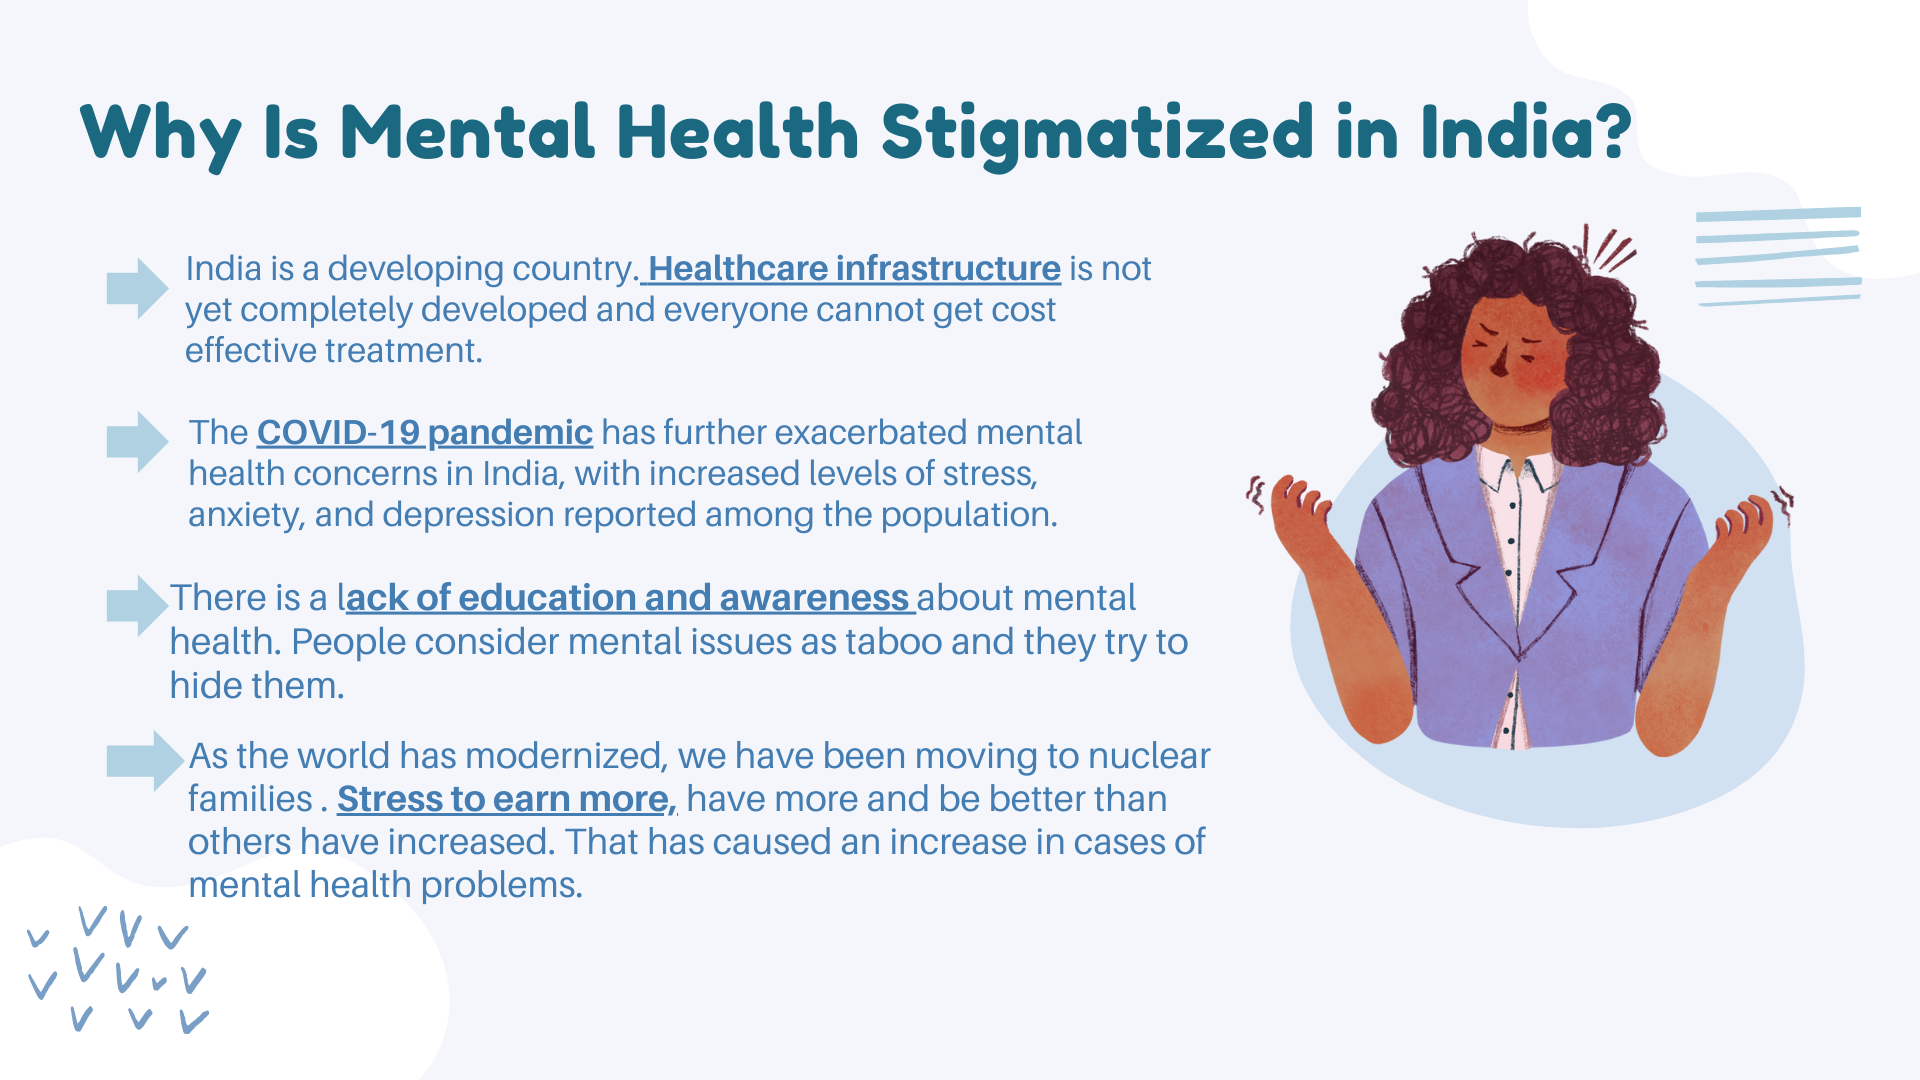 Why Is Mental Health Stigmatized in India?
India is a developing country. Healthcare infrastructure is not
yet completely developed and everyone cannot get cost
effective treatment.
The COVID-19 pandemic has further exacerbated mental
health concerns in India, with increased levels of stress,
anxiety, and depression reported among the population.
There is a lack of education and awareness about mental
health. People consider mental issues as taboo and they try to
hide them.
As the world has modernized, we have been moving to nuclear
families . Stress to earn more, have more and be better than
others have increased. That has caused an increase in cases of
mental health problems.